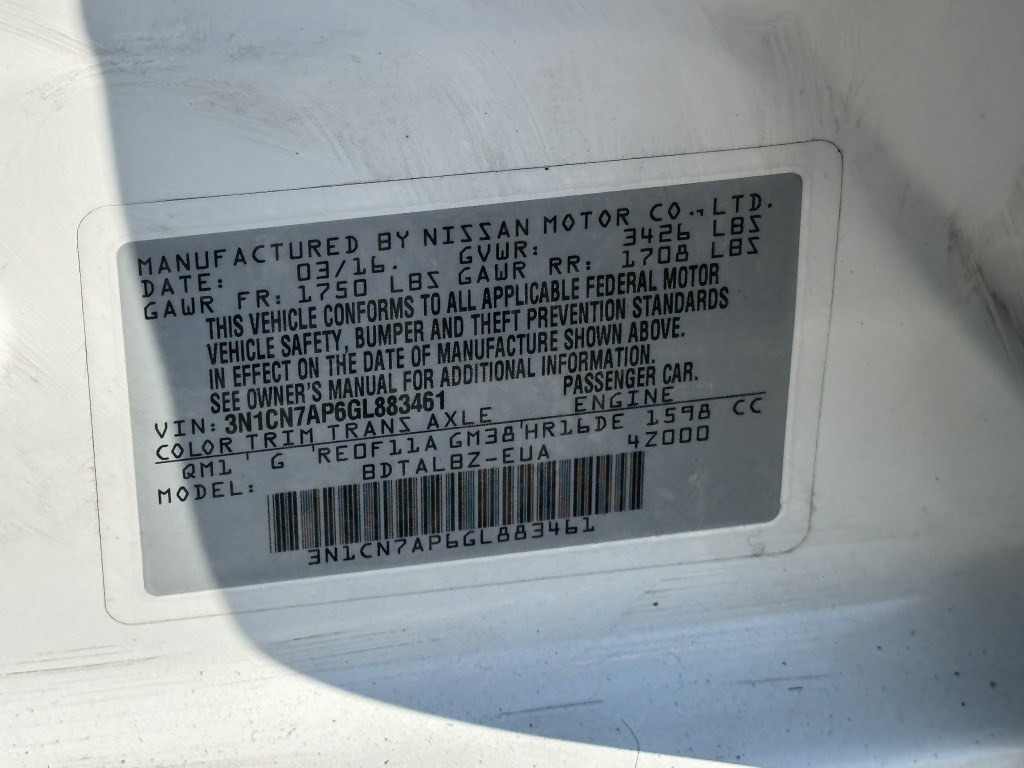 MANUFACTURED BY NISSAN MOTOR CO., LTD.
DATE: 03/16. GVWR: 3426 LBS
GAWR FR: 1750 LBS GAWR RR: 1708 LBS
THIS VEHICLE CONFORMS TO ALL APPLICABLE FEDERAL MOTOR
VEHICLE SAFETY, BUMPER AND THEFT PREVENTION STANDARDS
IN EFFECT ON THE DATE OF MANUFACTURE SHOWN ABOVE.
SEE OWNER'S MANUAL FOR ADDITIONAL INFORMATION.
VIN: 3N1CN7AP6GL883461 PASSENGER CAR.
COLOR TRIM TRANS AXLE ENGINE
QM1 ' G 'RE0F11A GM38'HR16DE 1598 CC
MODEL: BDTALBZ-EUA 4Z000
3N1CN7AP6GL883461